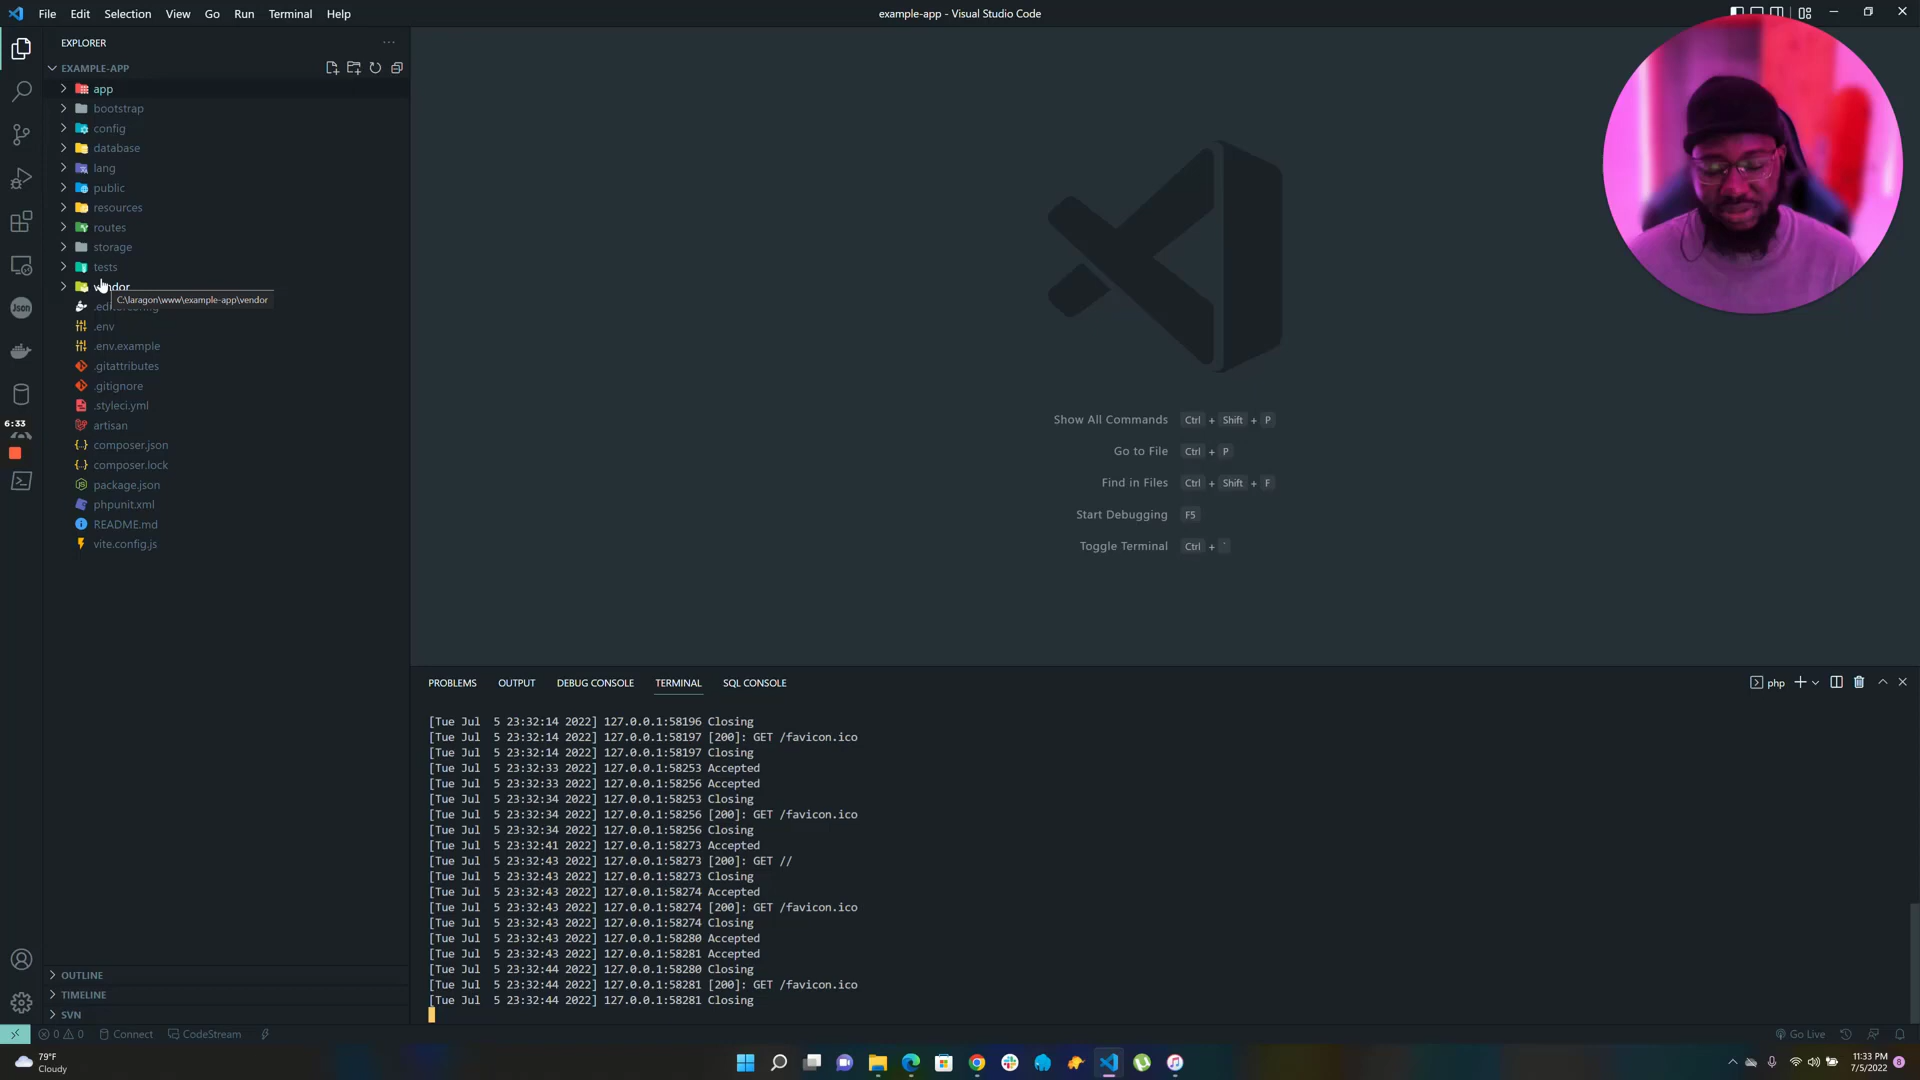 File Edit Selection View Go Run Terminal Help
example-app - Visual Studio Code
EXPLORER
EXAMPLE-APP
app
bootstrap
config
database
lang
public
resources
routes
storage
tests
vendor
C:\laragon\www\example-app\vendor
.editorconfig
.env
.env.example
.gitattributes
.gitignore
.styleci.yml
artisan
composer.json
composer.lock
package.json
phpunit.xml
README.md
vite.config.js
Json
6:33
OUTLINE
TIMELINE
SVN
Show All Commands Ctrl + Shift + P
Go to File Ctrl + P
Find in Files Ctrl + Shift + F
Start Debugging F5
Toggle Terminal Ctrl + `
PROBLEMS OUTPUT DEBUG CONSOLE TERMINAL SQL CONSOLE
php
[Tue Jul  5 23:32:14 2022] 127.0.0.1:58196 Closing
[Tue Jul  5 23:32:14 2022] 127.0.0.1:58197 [200]: GET /favicon.ico
[Tue Jul  5 23:32:14 2022] 127.0.0.1:58197 Closing
[Tue Jul  5 23:32:33 2022] 127.0.0.1:58253 Accepted
[Tue Jul  5 23:32:33 2022] 127.0.0.1:58256 Accepted
[Tue Jul  5 23:32:34 2022] 127.0.0.1:58253 Closing
[Tue Jul  5 23:32:34 2022] 127.0.0.1:58256 [200]: GET /favicon.ico
[Tue Jul  5 23:32:34 2022] 127.0.0.1:58256 Closing
[Tue Jul  5 23:32:41 2022] 127.0.0.1:58273 Accepted
[Tue Jul  5 23:32:43 2022] 127.0.0.1:58273 [200]: GET //
[Tue Jul  5 23:32:43 2022] 127.0.0.1:58273 Closing
[Tue Jul  5 23:32:43 2022] 127.0.0.1:58274 Accepted
[Tue Jul  5 23:32:43 2022] 127.0.0.1:58274 [200]: GET /favicon.ico
[Tue Jul  5 23:32:43 2022] 127.0.0.1:58274 Closing
[Tue Jul  5 23:32:43 2022] 127.0.0.1:58280 Accepted
[Tue Jul  5 23:32:43 2022] 127.0.0.1:58281 Accepted
[Tue Jul  5 23:32:44 2022] 127.0.0.1:58280 Closing
[Tue Jul  5 23:32:44 2022] 127.0.0.1:58281 [200]: GET /favicon.ico
[Tue Jul  5 23:32:44 2022] 127.0.0.1:58281 Closing
0 0 Connect CodeStream Go Live
79°F
Cloudy
11:33 PM
7/5/2022
8